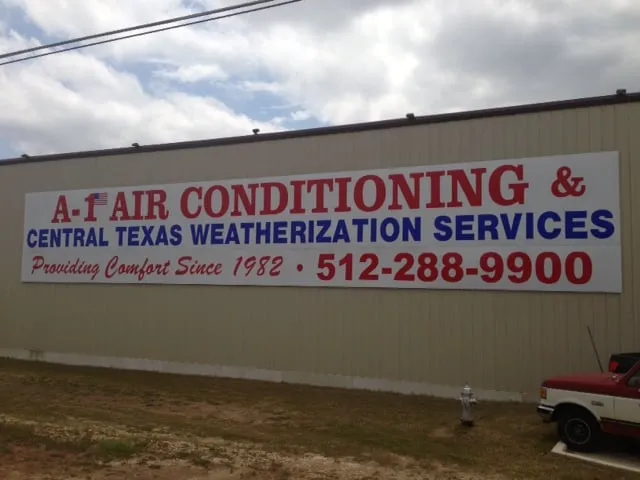 A-1 AIR CONDITIONING &
CENTRAL TEXAS WEATHERIZATION SERVICES
Providing Comfort Since 1982 • 512-288-9900